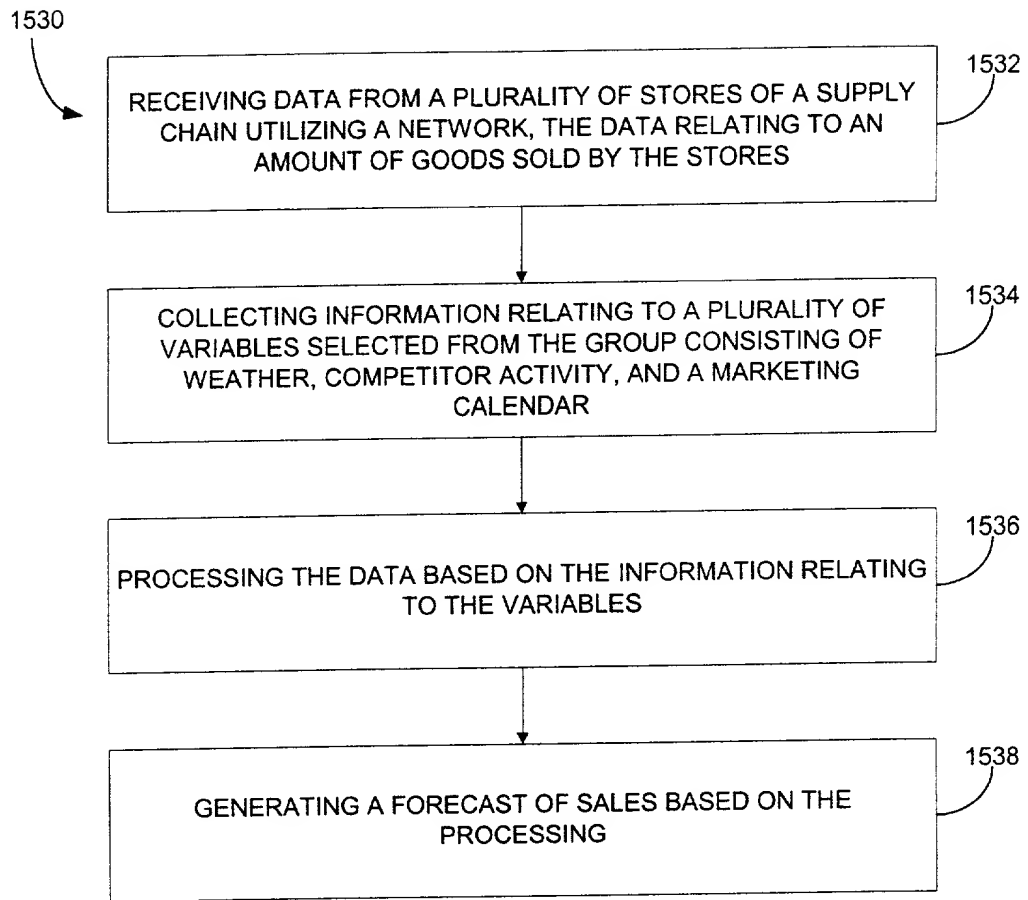 1530
1532
RECEIVING DATA FROM A PLURALITY OF STORES OF A SUPPLY
CHAIN UTILIZING A NETWORK, THE DATA RELATING TO AN
AMOUNT OF GOODS SOLD BY THE STORES
1534
COLLECTING INFORMATION RELATING TO A PLURALITY OF
VARIABLES SELECTED FROM THE GROUP CONSISTING OF
WEATHER, COMPETITOR ACTIVITY, AND A MARKETING
CALENDAR
1536
PROCESSING THE DATA BASED ON THE INFORMATION RELATING
TO THE VARIABLES
1538
GENERATING A FORECAST OF SALES BASED ON THE
PROCESSING